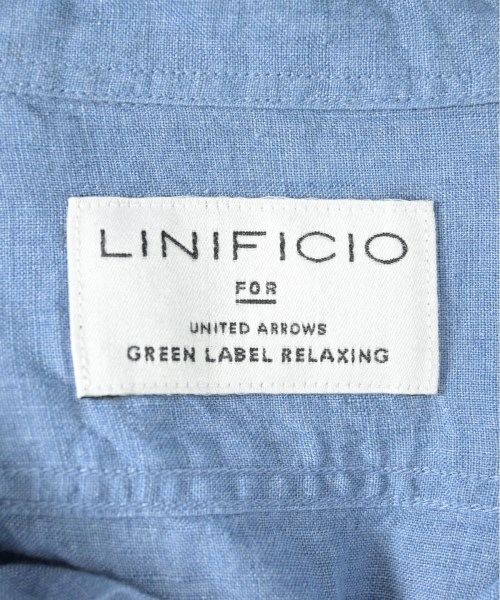 LINIFICIO
FOR
UNITED ARROWS
GREEN LABEL RELAXING